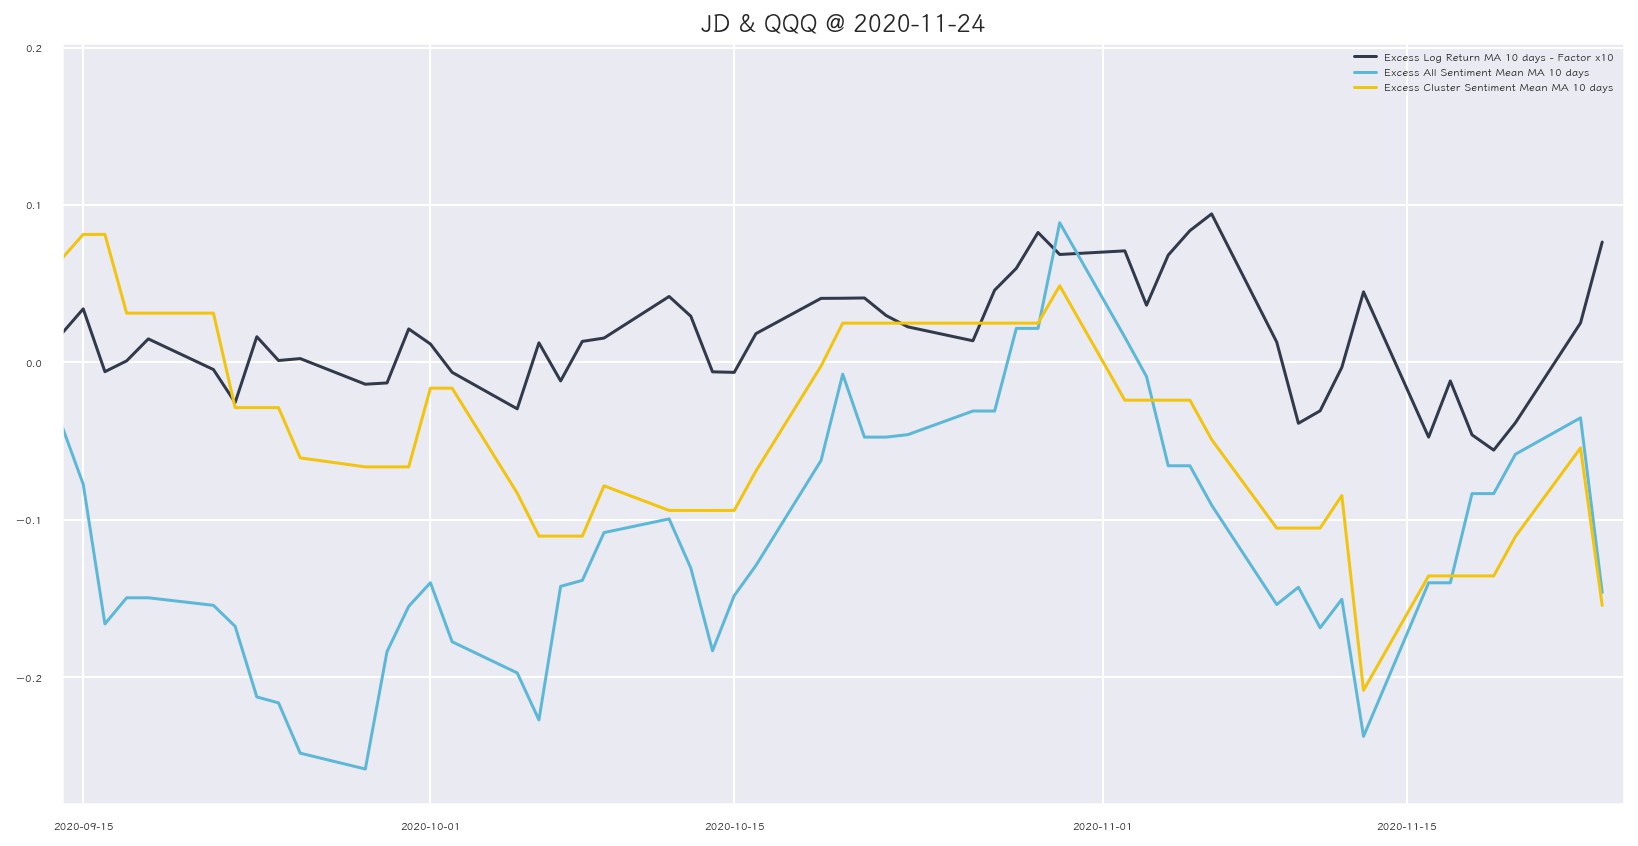 JD & QQQ @ 2020-11-24
Excess Log Return MA 10 days - Factor x10
Excess All Sentiment Mean MA 10 days
Excess Cluster Sentiment Mean MA 10 days
0.2
0.1
0.0
−0.1
−0.2
2020-09-15
2020-10-01
2020-10-15
2020-11-01
2020-11-15